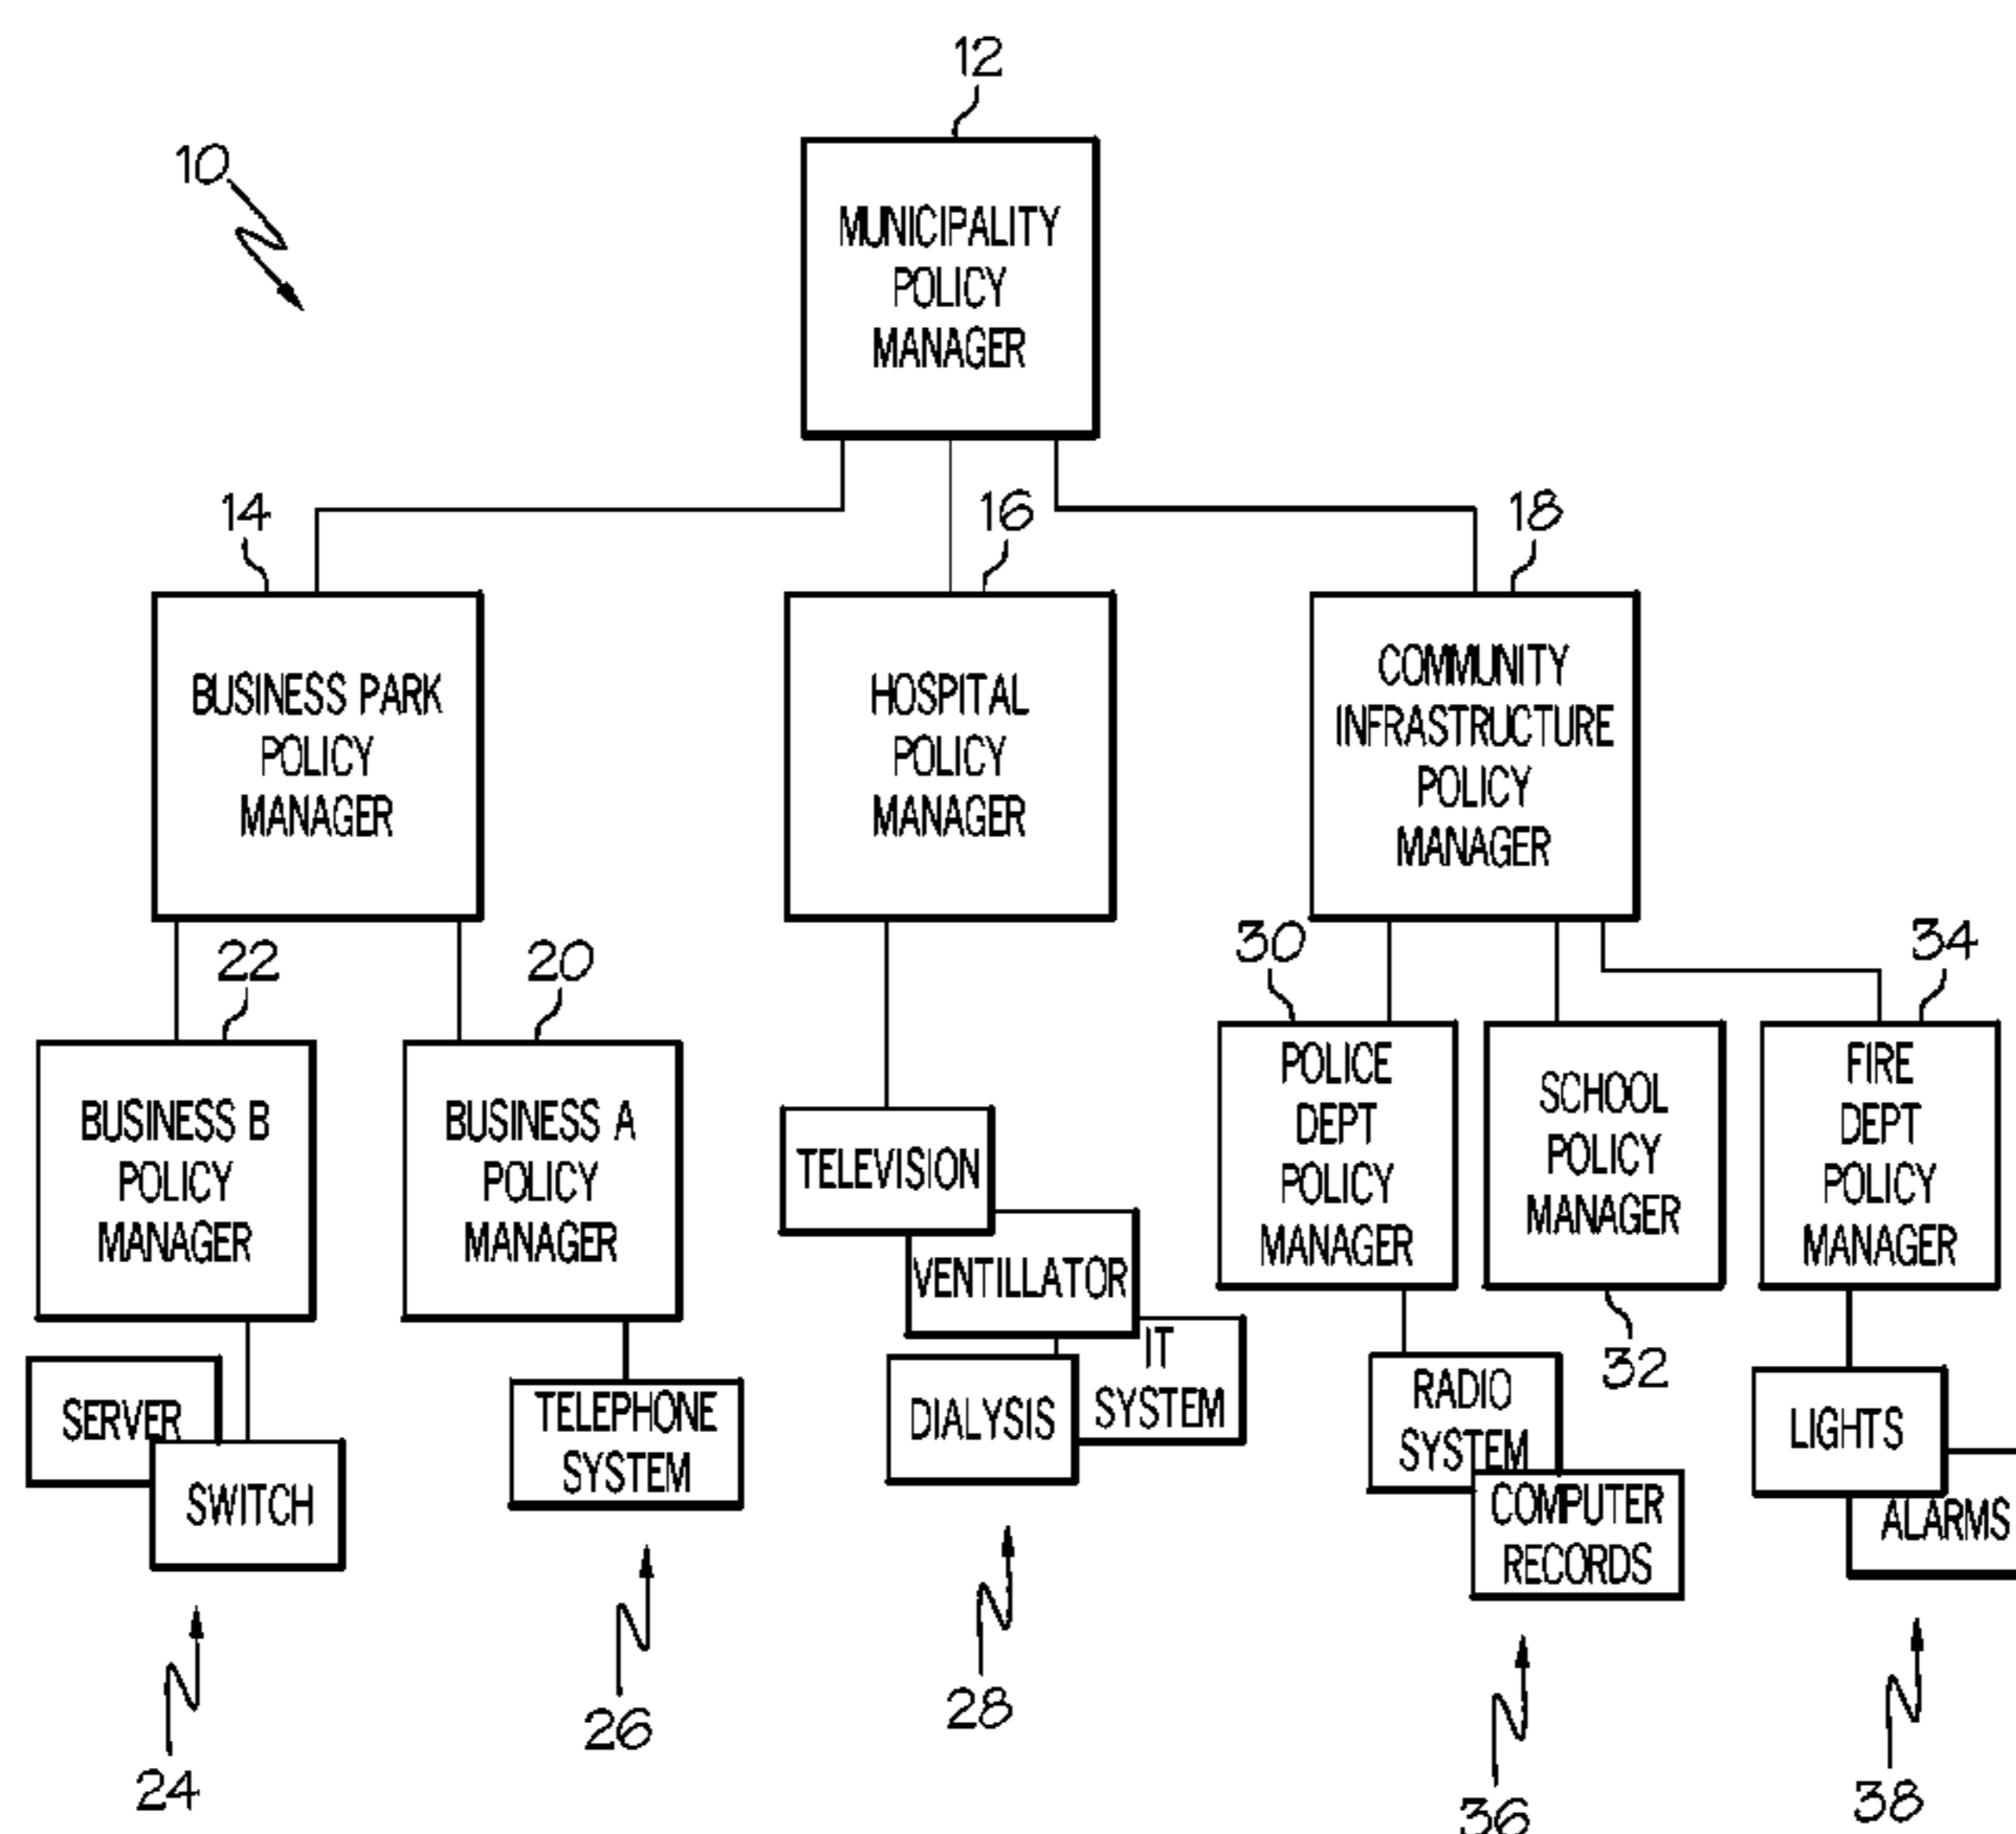 12
10
MUNICIPALITY
POLICY
MANAGER
14
16
18
BUSINESS PARK
POLICY
MANAGER
HOSPITAL
POLICY
MANAGER
COMMUNITY
INFRASTRUCTURE
POLICY
MANAGER
22
20
30
34
BUSINESS B
POLICY
MANAGER
BUSINESS A
POLICY
MANAGER
TELEVISION
VENTILLATOR
IT
SYSTEM
DIALYSIS
POLICE
DEPT
POLICY
MANAGER
SCHOOL
POLICY
MANAGER
32
FIRE
DEPT
POLICY
MANAGER
SERVER
SWITCH
TELEPHONE
SYSTEM
RADIO
SYSTEM
COMPUTER
RECORDS
LIGHTS
ALARMS
24
26
28
36
38